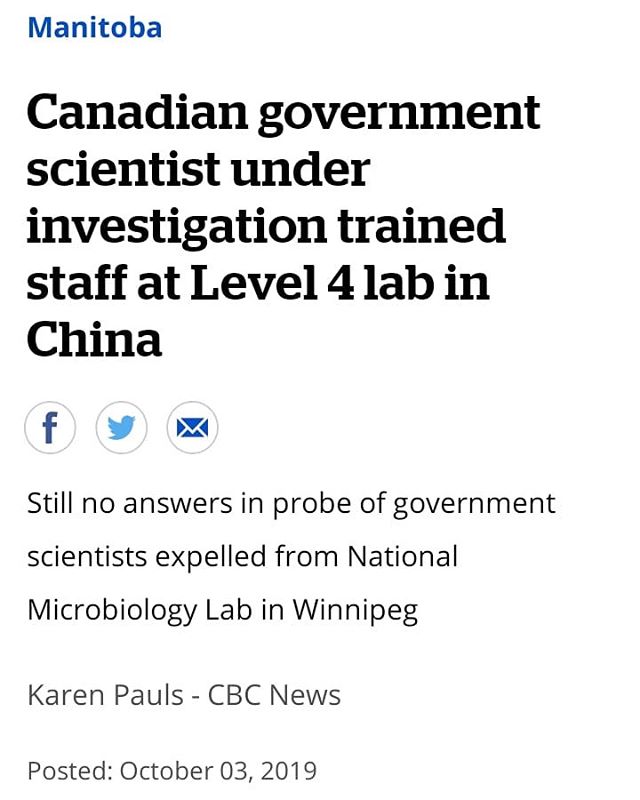 Manitoba
Canadian government
scientist under
investigation trained
staff at Level 4 lab in
China
Still no answers in probe of government
scientists expelled from National
Microbiology Lab in Winnipeg
Karen Pauls - CBC News
Posted: October 03, 2019